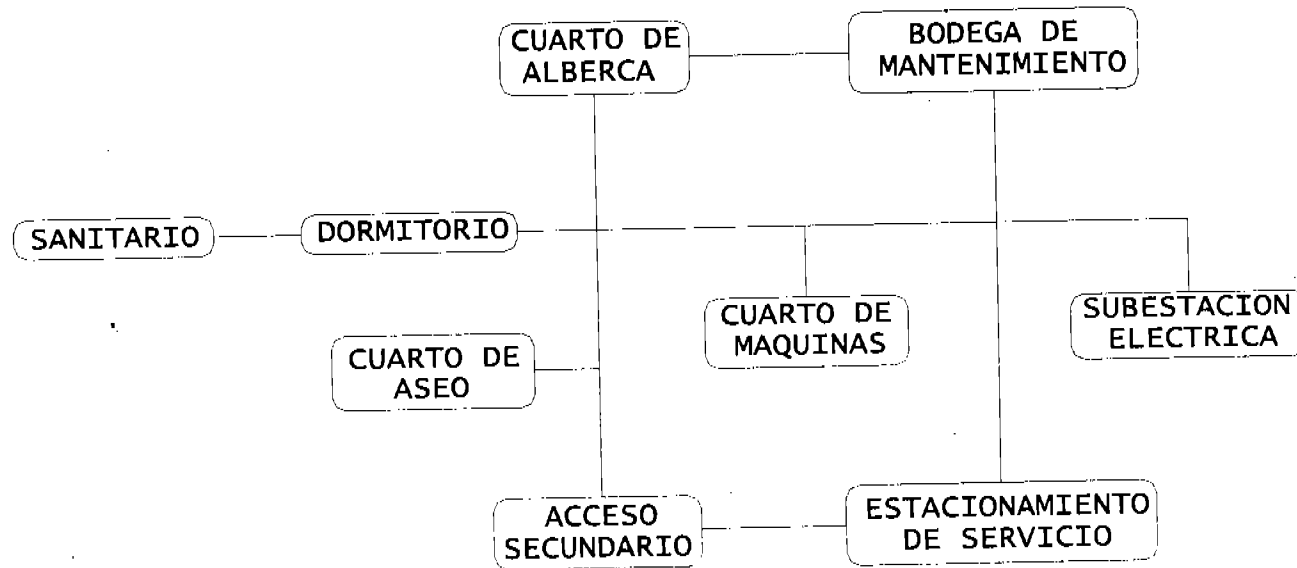 CUARTO DE
ALBERCA
BODEGA DE
MANTENIMIENTO
SANITARIO
DORMITORIO
CUARTO DE
MAQUINAS
SUBESTACION
ELECTRICA
CUARTO DE
ASEO
ACCESO
SECUNDARIO
ESTACIONAMIENTO
DE SERVICIO